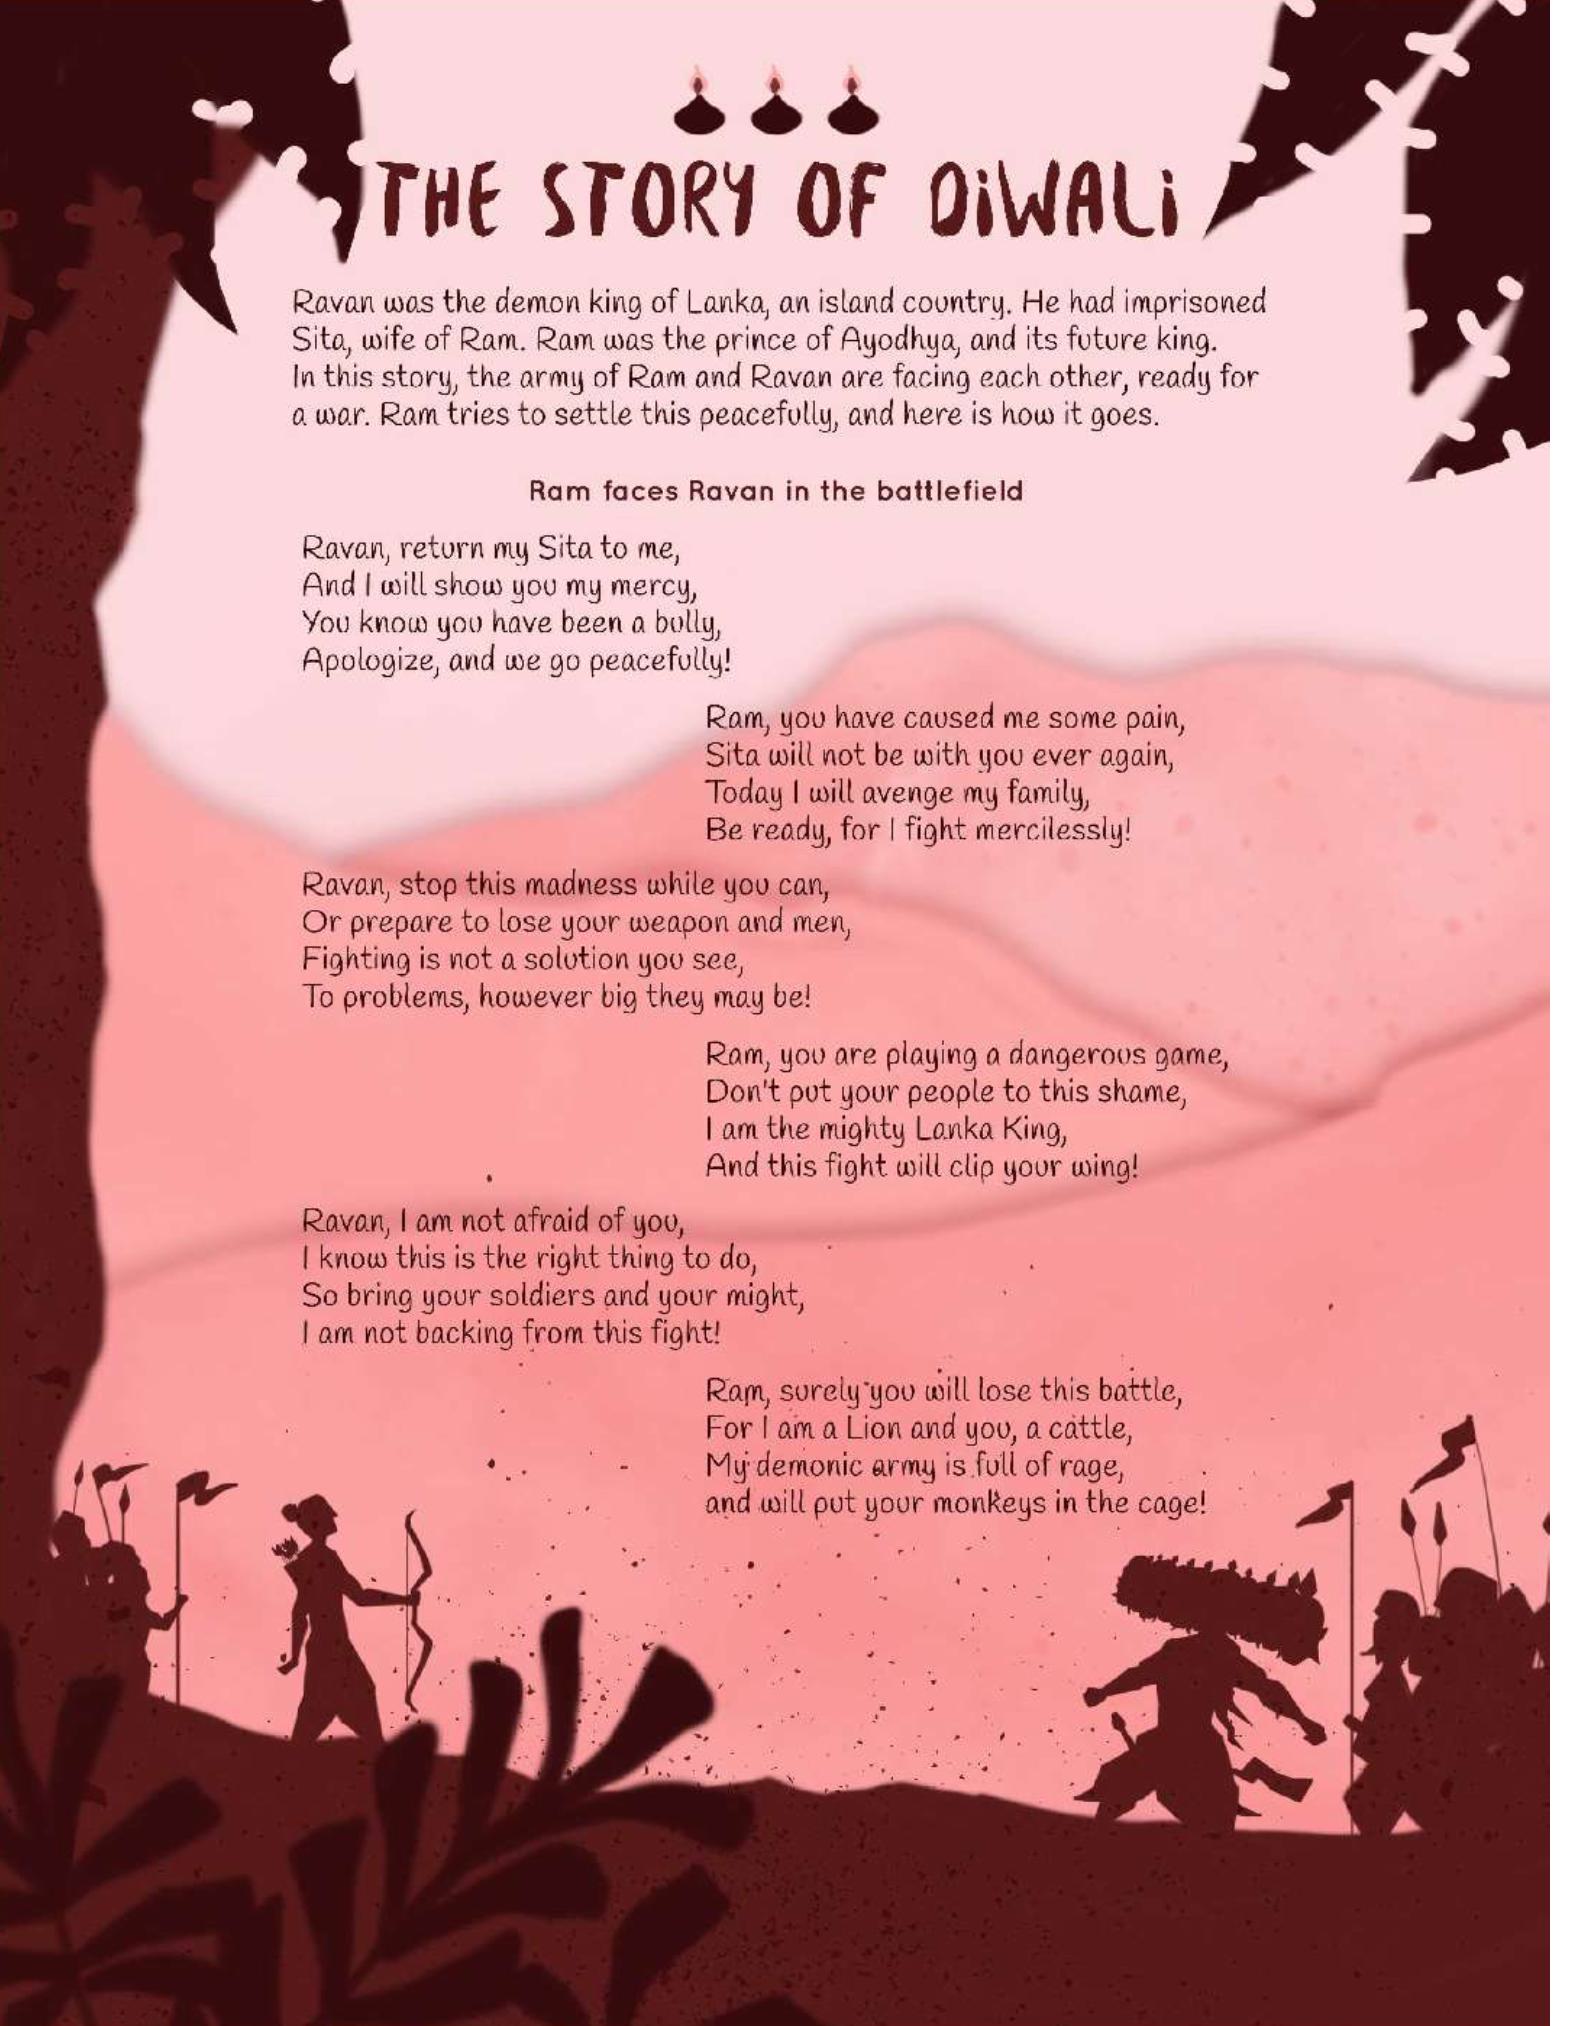 THE STORY OF DiWALi
Ravan was the demon king of Lanka, an island country. He had imprisoned
Sita, wife of Ram. Ram was the prince of Ayodhya, and its future king.
In this story, the army of Ram and Ravan are facing each other, ready for
a war. Ram tries to settle this peacefully, and here is how it goes.
Ram faces Ravan in the battlefield
Ravan, return my Sita to me,
And I will show you my mercy,
You know you have been a bully,
Apologize, and we go peacefully!
Ram, you have caused me some pain,
Sita will not be with you ever again,
Today I will avenge my family,
Be ready, for I fight mercilessly!
Ravan, stop this madness while you can,
Or prepare to lose your weapon and men,
Fighting is not a solution you see,
To problems, however big they may be!
Ram, you are playing a dangerous game,
Don't put your people to this shame,
I am the mighty Lanka King,
And this fight will clip your wing!
Ravan, I am not afraid of you,
I know this is the right thing to do,
So bring your soldiers and your might,
I am not backing from this fight!
Ram, surely you will lose this battle,
For I am a Lion and you, a cattle,
My demonic army is full of rage,
and will put your monkeys in the cage!